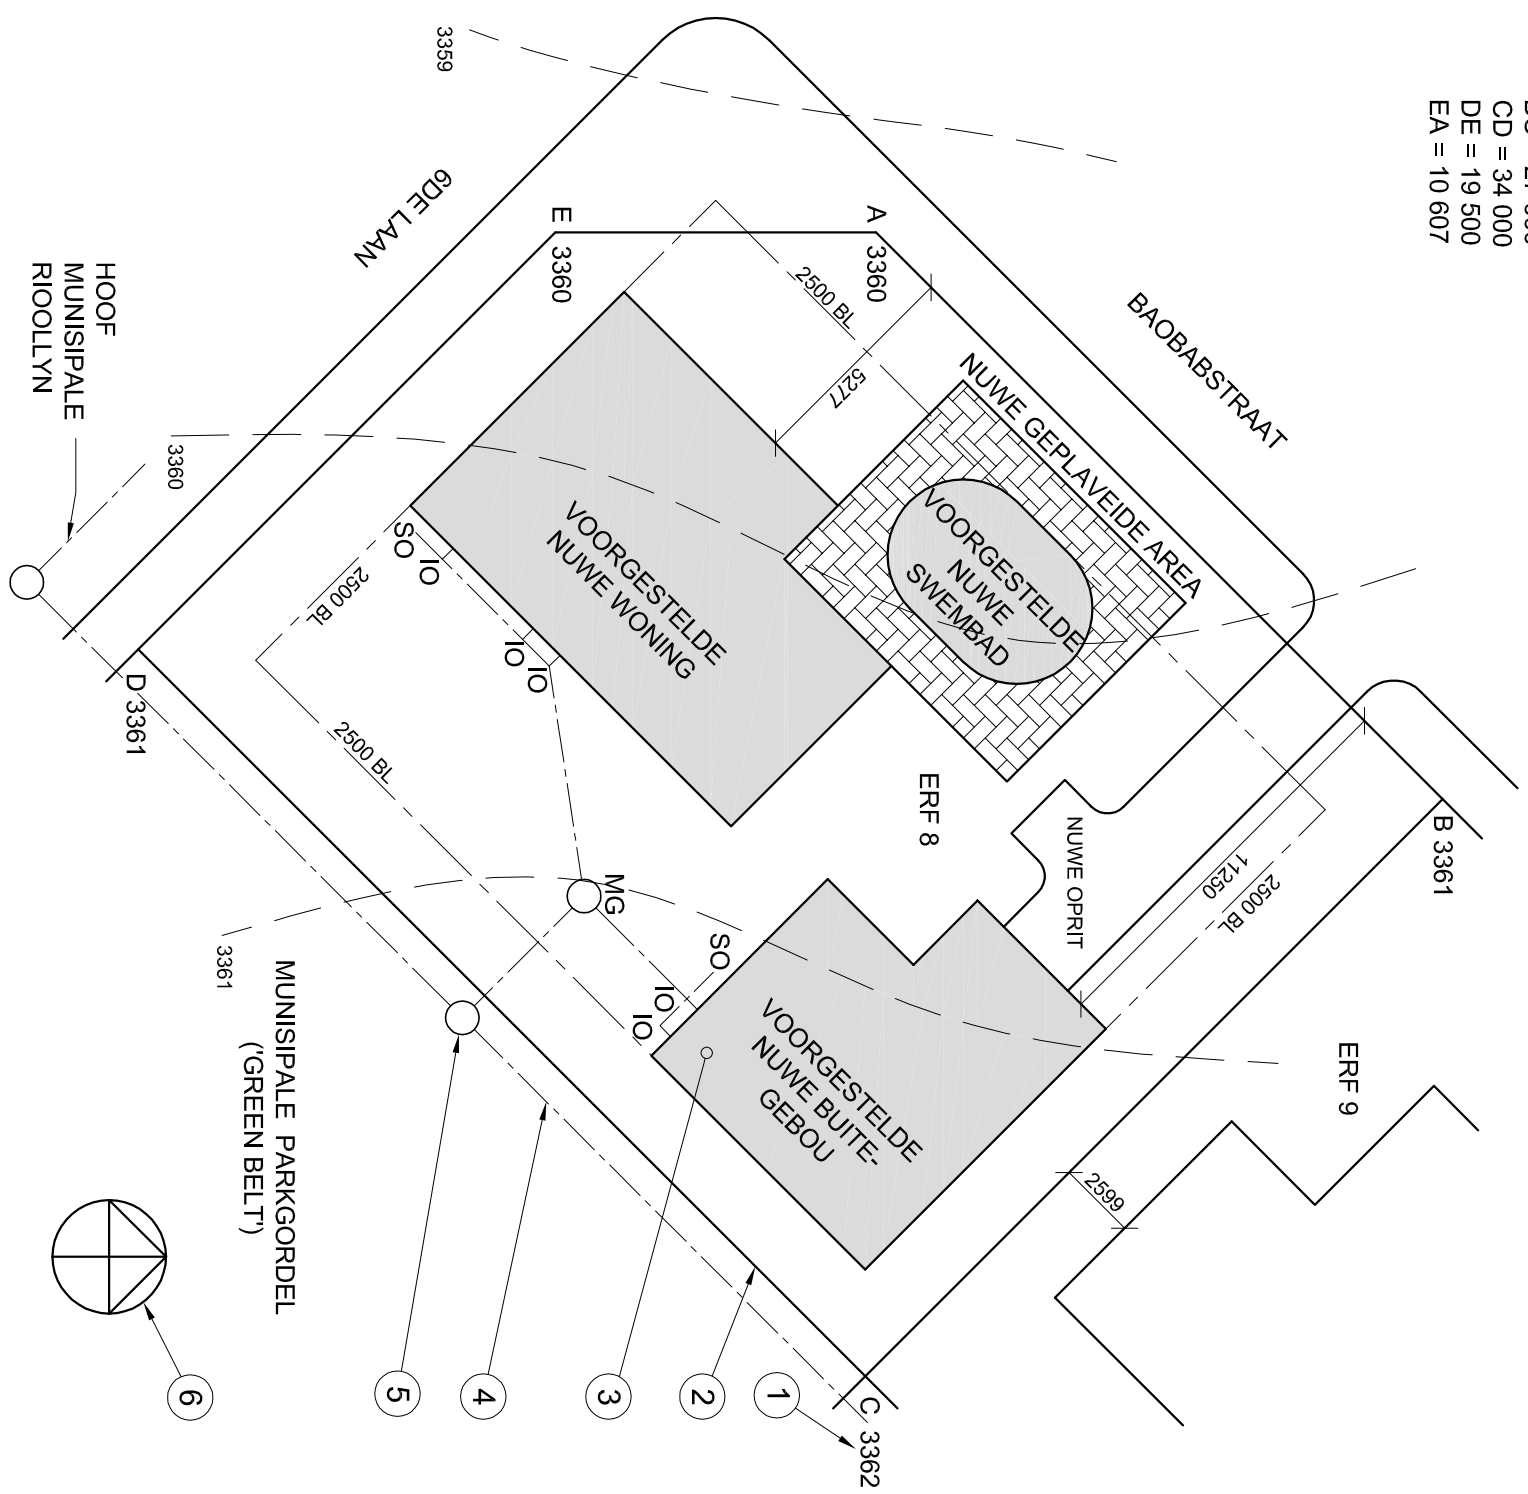 CD = 34 000
DE = 19 500
EA = 10 607
3359
6DE LAAN
BAOBABSTRAAT
E
3360
A
3360
2500 BL
5277
NUWE GEPLAVEIDE AREA
VOORGESTELDE
NUWE
SWEMBAD
HOOF
MUNISIPALE
RIOOLLYN
3360
VOORGESTELDE
NUWE WONING
SO
IO
IO
IO
2500 BL
2500 BL
D 3361
ERF 8
NUWE OPRIT
B 3361
11250
2500 BL
MG
SO
IO
IO
3361
VOORGESTELDE
NUWE BUITE-
GEBOU
ERF 9
2599
MUNISIPALE PARKGORDEL
('GREEN BELT')
C 3362
1
2
3
4
5
6